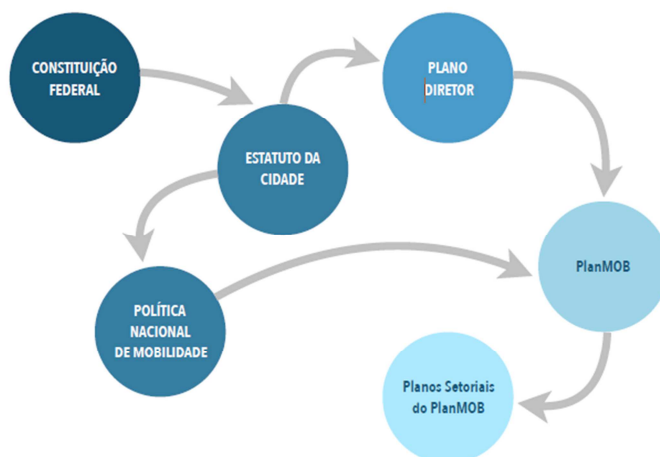 CONSTITUIÇÃO
FEDERAL
PLANO
DIRETOR
ESTATUTO DA
CIDADE
PlanMOB
POLÍTICA
NACIONAL
DE MOBILIDADE
Planos Setoriais
do PlanMOB